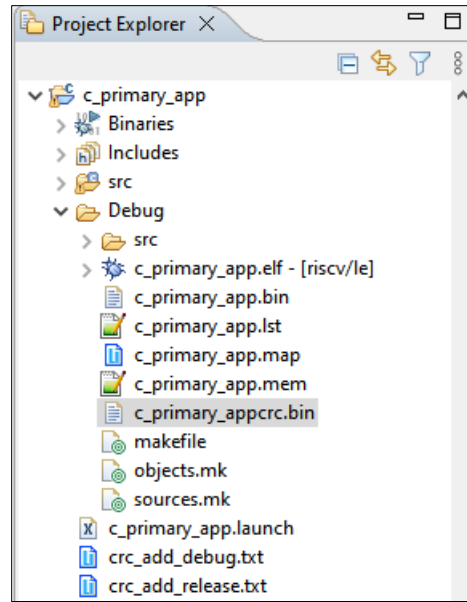 Project Explorer
c_primary_app
Binaries
Includes
src
Debug
src
c_primary_app.elf - [riscv/le]
c_primary_app.bin
c_primary_app.lst
c_primary_app.map
c_primary_app.mem
c_primary_appcrc.bin
makefile
objects.mk
sources.mk
c_primary_app.launch
crc_add_debug.txt
crc_add_release.txt